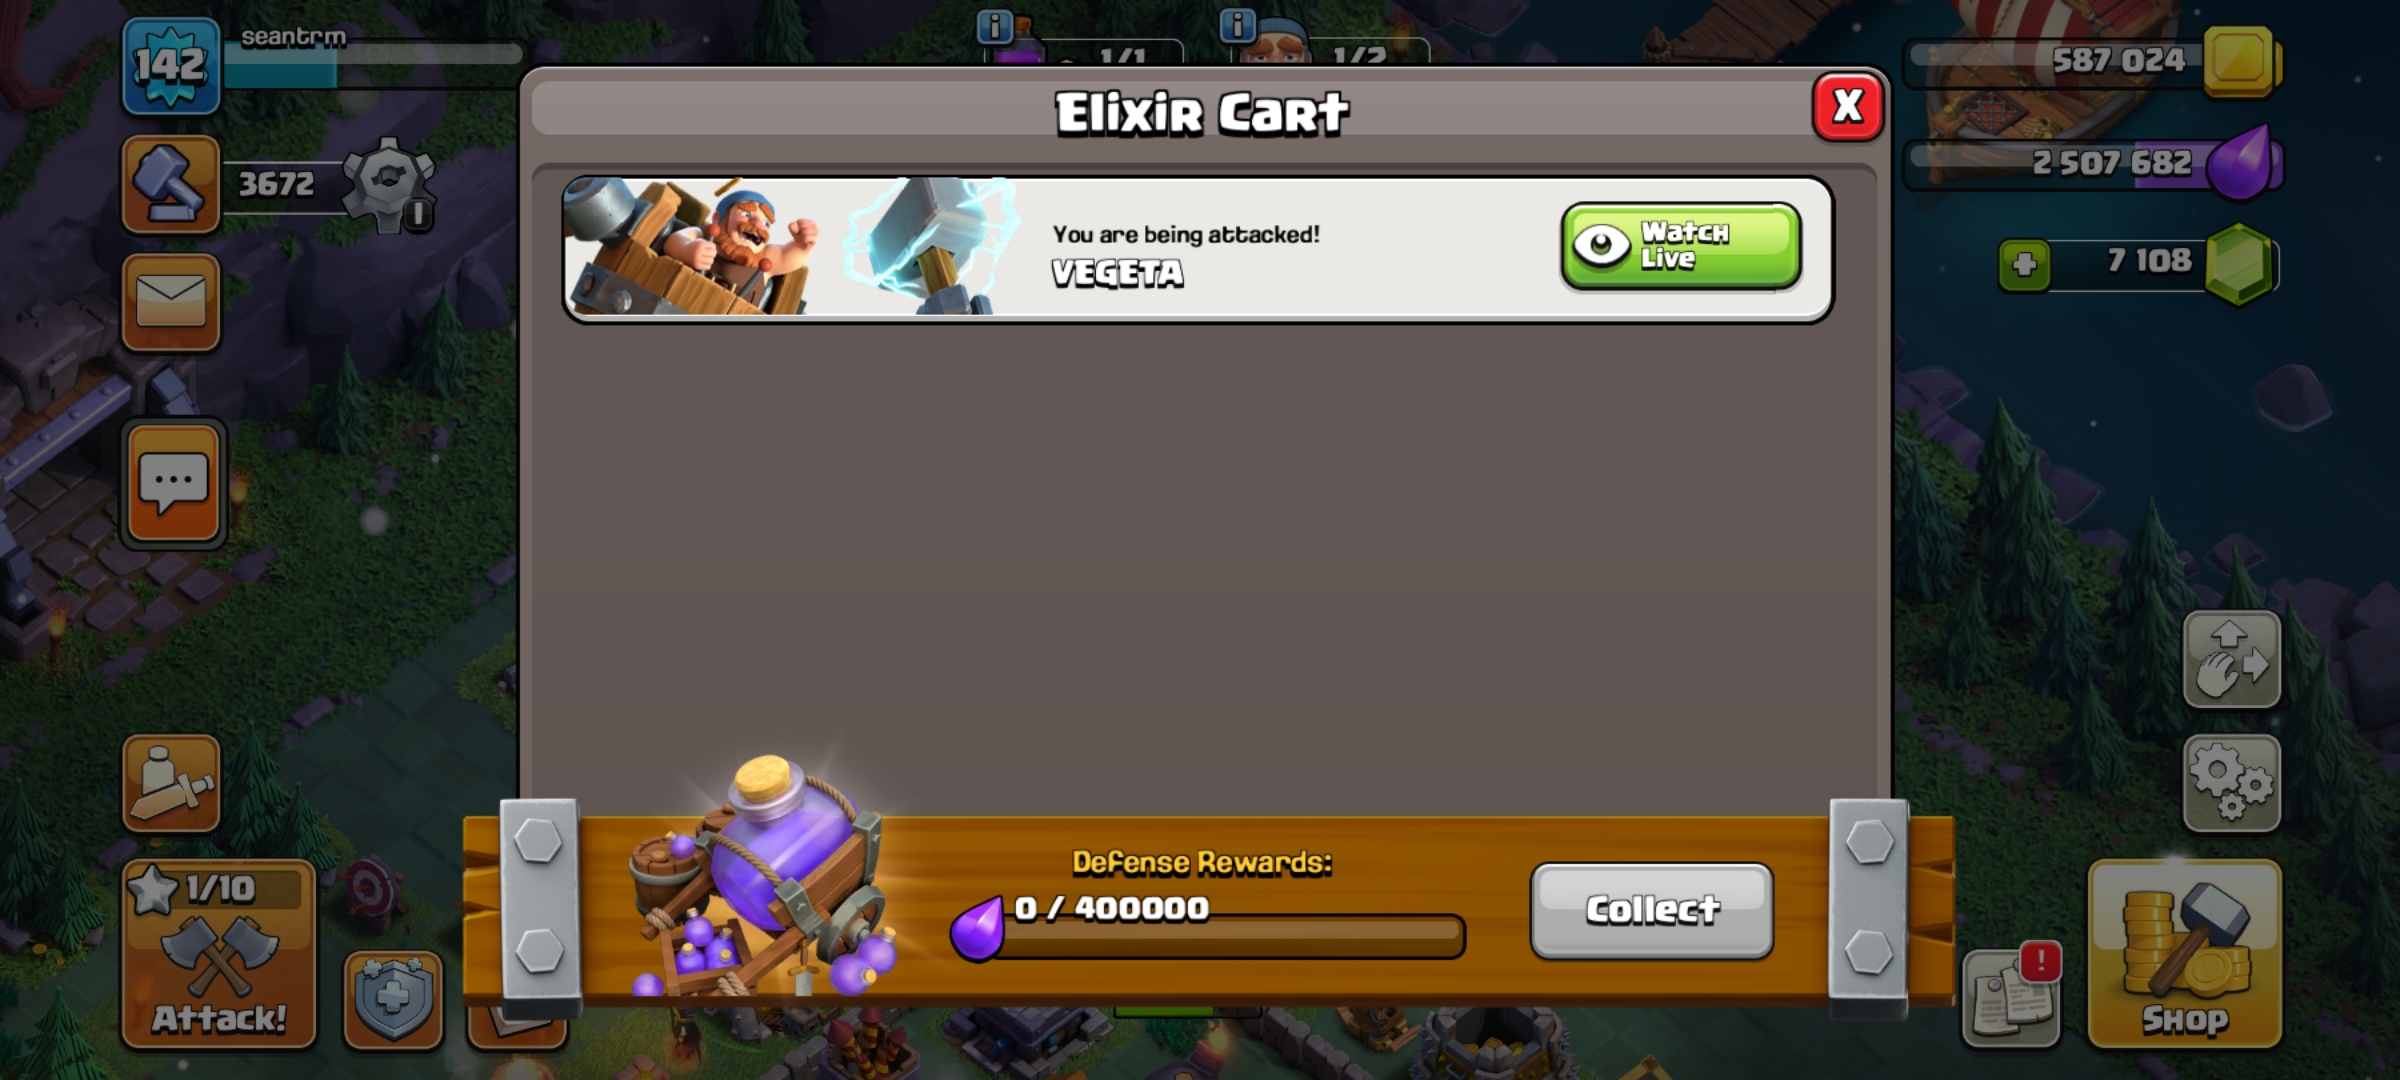 142
seantrm
1/1
1/2
587 024
Elixir Cart
X
3672
2 507 682
You are being attacked!
VEGETA
Watch
Live
7 108
1/10
Attack!
Defense Rewards:
0 / 400000
Collect
!
Shop